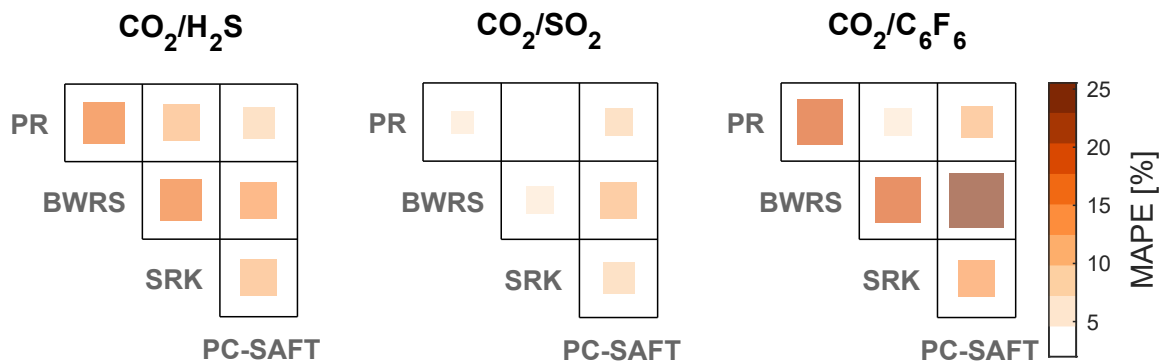 CO2/H2S CO2/SO2 CO2/C6F6
PR PR PR
BWRS BWRS BWRS
SRK SRK SRK
PC-SAFT PC-SAFT PC-SAFT
25
20
15
10
5
MAPE [%]